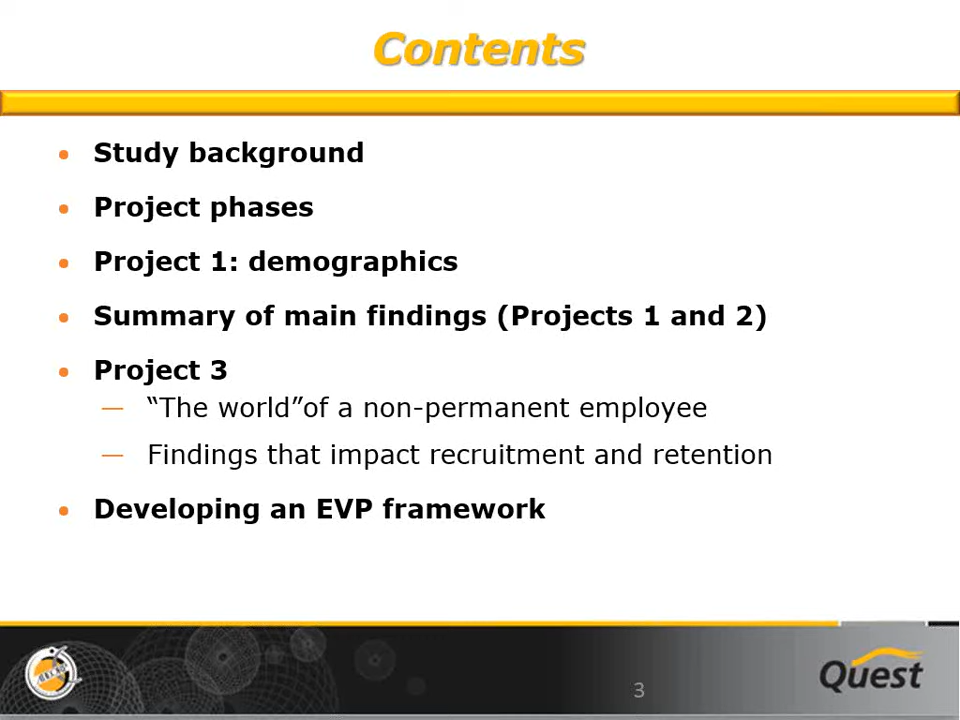 Contents
• Study background
• Project phases
• Project 1: demographics
• Summary of main findings (Projects 1 and 2)
• Project 3
— “The world”of a non-permanent employee
— Findings that impact recruitment and retention
• Developing an EVP framework
3
Quest